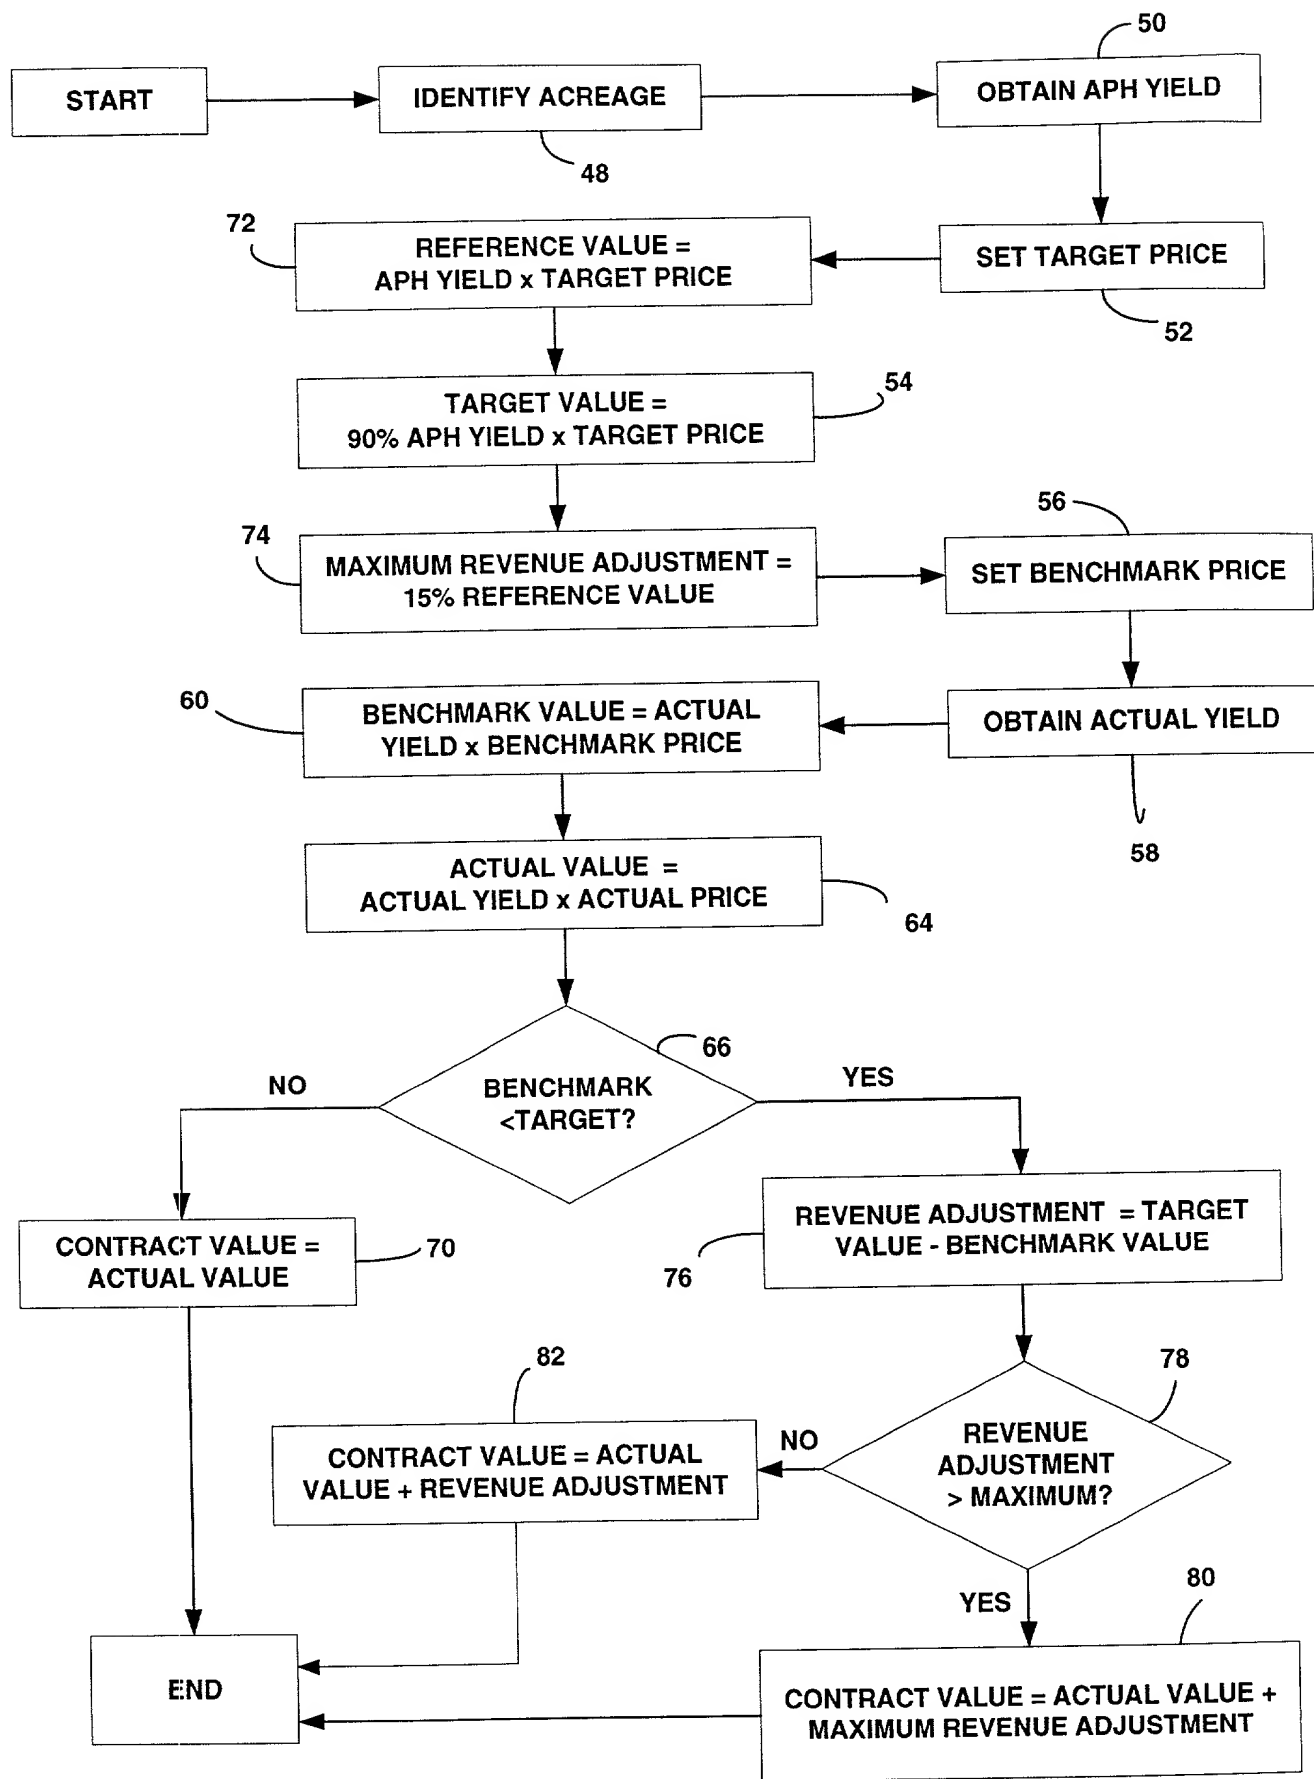 50
START
IDENTIFY ACREAGE
OBTAIN APH YIELD
48
72
REFERENCE VALUE =
APH YIELD x TARGET PRICE
SET TARGET PRICE
52
54
TARGET VALUE =
90% APH YIELD x TARGET PRICE
56
74
MAXIMUM REVENUE ADJUSTMENT =
15% REFERENCE VALUE
SET BENCHMARK PRICE
60
BENCHMARK VALUE = ACTUAL
YIELD x BENCHMARK PRICE
OBTAIN ACTUAL YIELD
58
ACTUAL VALUE =
ACTUAL YIELD x ACTUAL PRICE
64
66
NO
BENCHMARK
<TARGET?
YES
CONTRACT VALUE =
ACTUAL VALUE
70
REVENUE ADJUSTMENT = TARGET
VALUE - BENCHMARK VALUE
76
82
78
CONTRACT VALUE = ACTUAL
VALUE + REVENUE ADJUSTMENT
NO
REVENUE
ADJUSTMENT
> MAXIMUM?
YES
80
END
CONTRACT VALUE = ACTUAL VALUE +
MAXIMUM REVENUE ADJUSTMENT